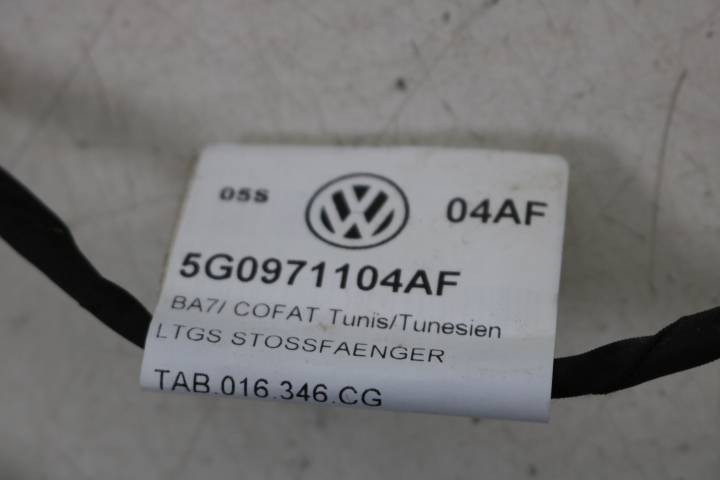 05S
04AF
5G0971104AF
BA7/ COFAT Tunis/Tunesien
LTGS STOSSFAENGER
TAB.016.346.CG